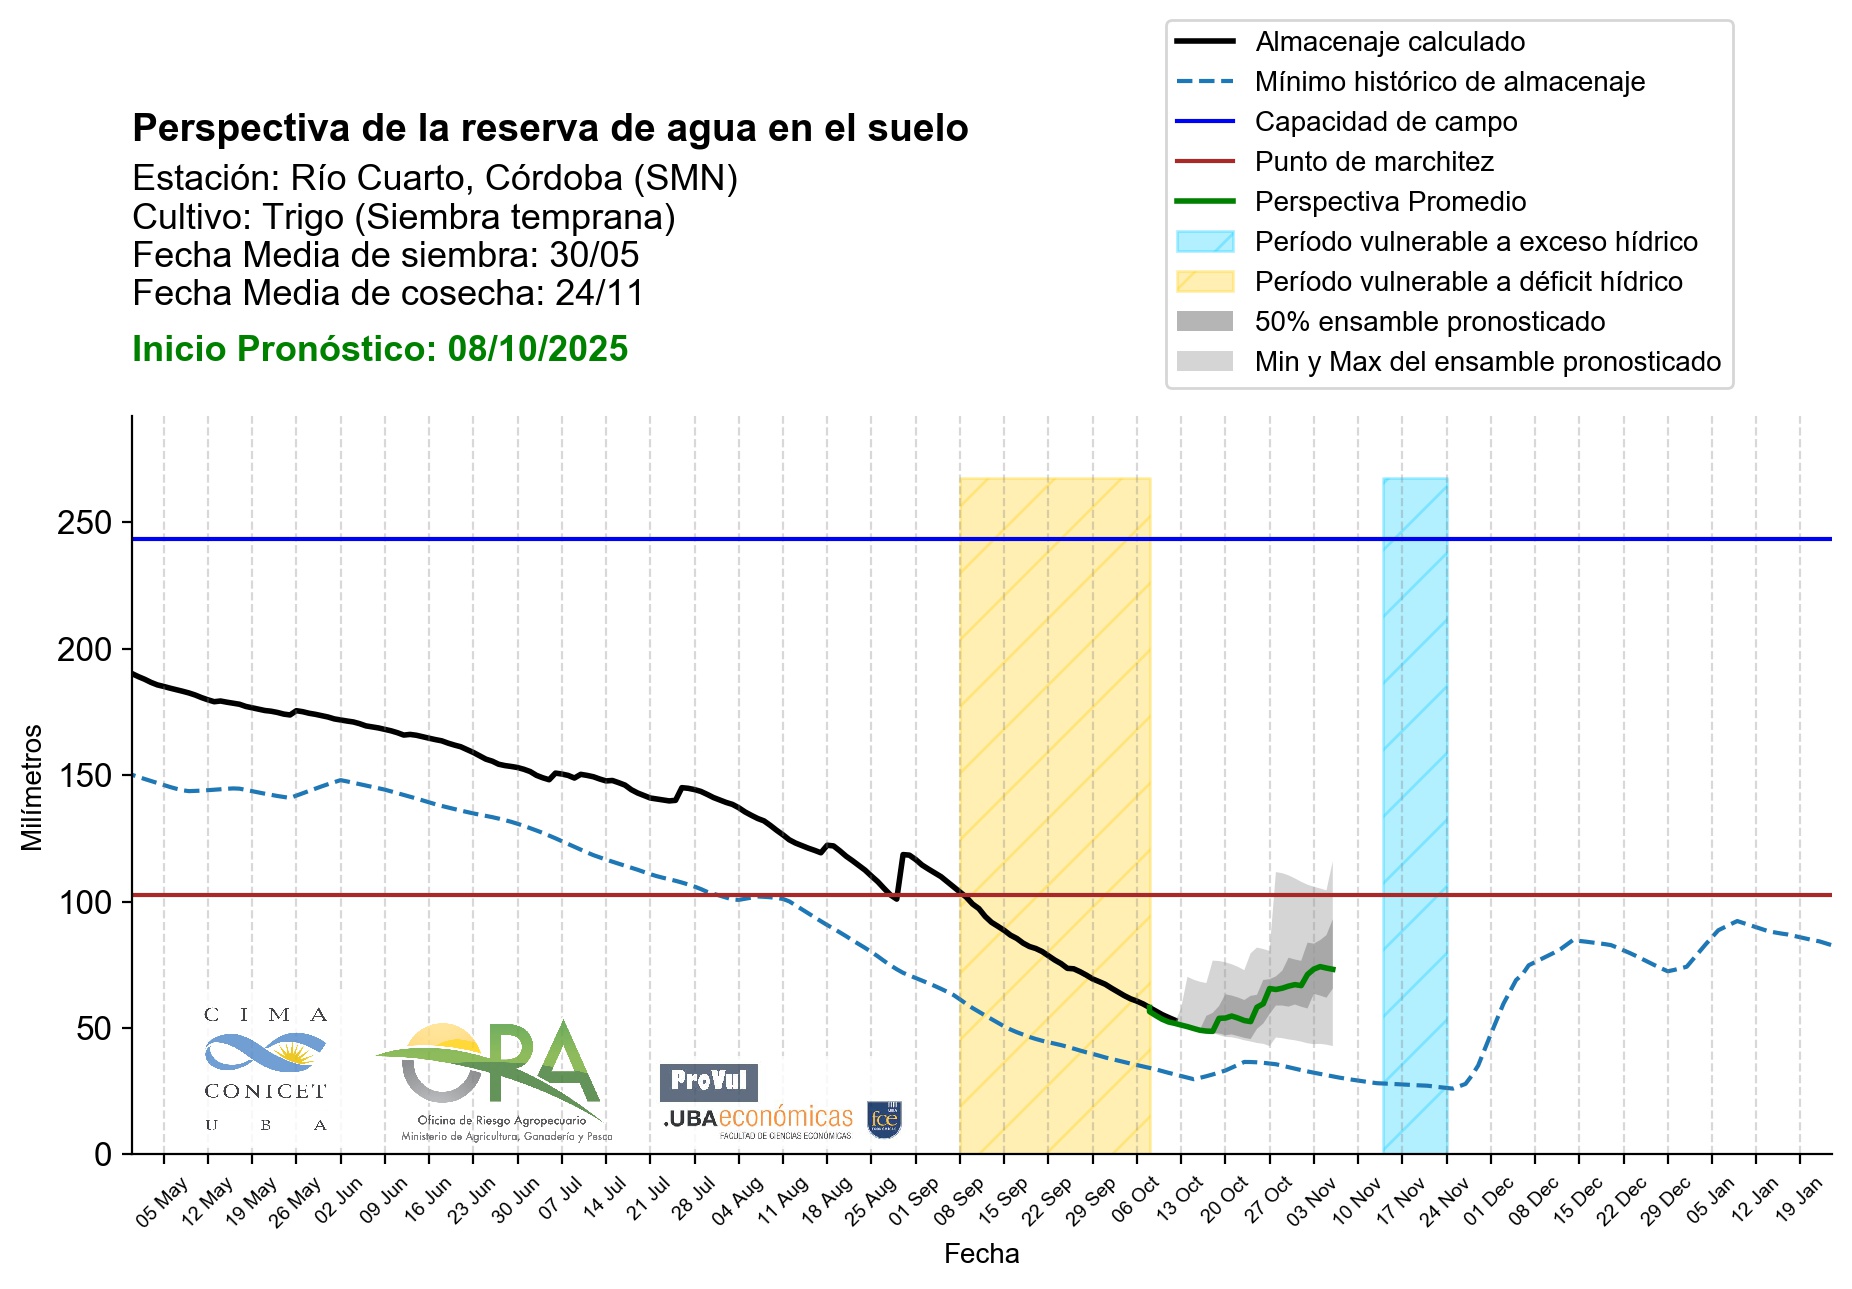 Almacenaje calculado
Mínimo histórico de almacenaje
Capacidad de campo
Punto de marchitez
Perspectiva Promedio
Período vulnerable a exceso hídrico
Período vulnerable a déficit hídrico
50% ensamble pronosticado
Min y Max del ensamble pronosticado
Perspectiva de la reserva de agua en el suelo
Estación: Río Cuarto, Córdoba (SMN)
Cultivo: Trigo (Siembra temprana)
Fecha Media de siembra: 30/05
Fecha Media de cosecha: 24/11
Inicio Pronóstico: 08/10/2025
Milímetros
250
200
150
100
50
0
CIMA
CONICET
UBA
ORA
Oficina de Riesgo Agropecuario
Ministerio de Agricultura, Ganadería y Pesca
ProVul
.UBAeconómicas
FACULTAD DE CIENCIAS ECONÓMICAS
fce
05 May
12 May
19 May
26 May
02 Jun
09 Jun
16 Jun
23 Jun
30 Jun
07 Jul
14 Jul
21 Jul
28 Jul
04 Aug
11 Aug
18 Aug
25 Aug
01 Sep
08 Sep
15 Sep
22 Sep
29 Sep
06 Oct
13 Oct
20 Oct
27 Oct
03 Nov
10 Nov
17 Nov
24 Nov
01 Dec
08 Dec
15 Dec
22 Dec
29 Dec
05 Jan
12 Jan
19 Jan
Fecha